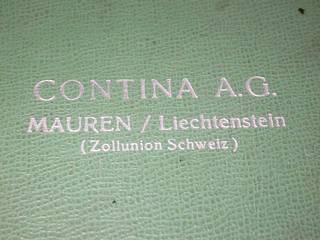 CONTINA A.G.
MAUREN / Liechtenstein
(Zollunion Schweiz)